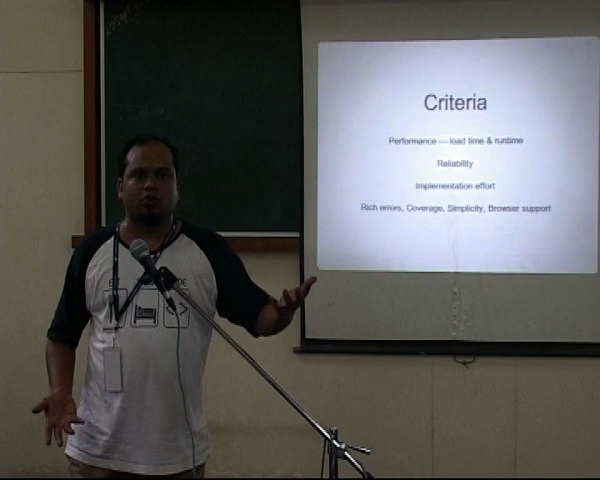 Criteria
Performance — load time & runtime
Reliability
Implementation effort
Rich errors, Coverage, Simplicity, Browser support